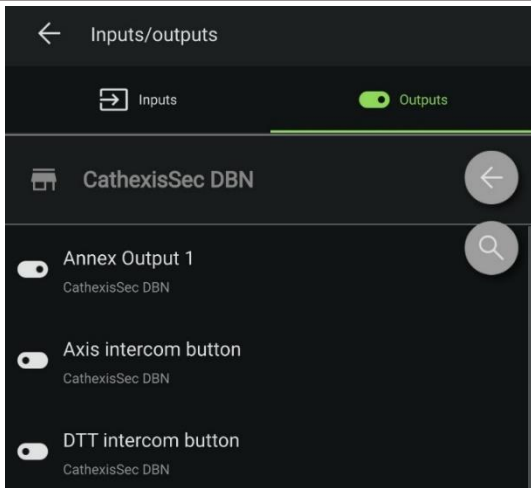 Inputs/outputs
Inputs
Outputs
CathexisSec DBN
Annex Output 1
CathexisSec DBN
Axis intercom button
CathexisSec DBN
DTT intercom button
CathexisSec DBN